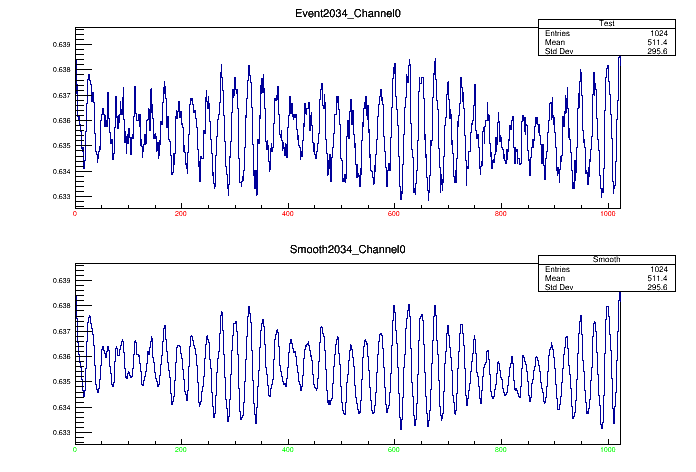 Event2034_Channel0
Test
Entries 1024
Mean 511.4
Std Dev 295.6
0.639
0.638
0.637
0.636
0.635
0.634
0.633
0 200 400 600 800 1000
Smooth2034_Channel0
Smooth
Entries 1024
Mean 511.4
Std Dev 295.6
0.639
0.638
0.637
0.636
0.635
0.634
0.633
0 200 400 600 800 1000